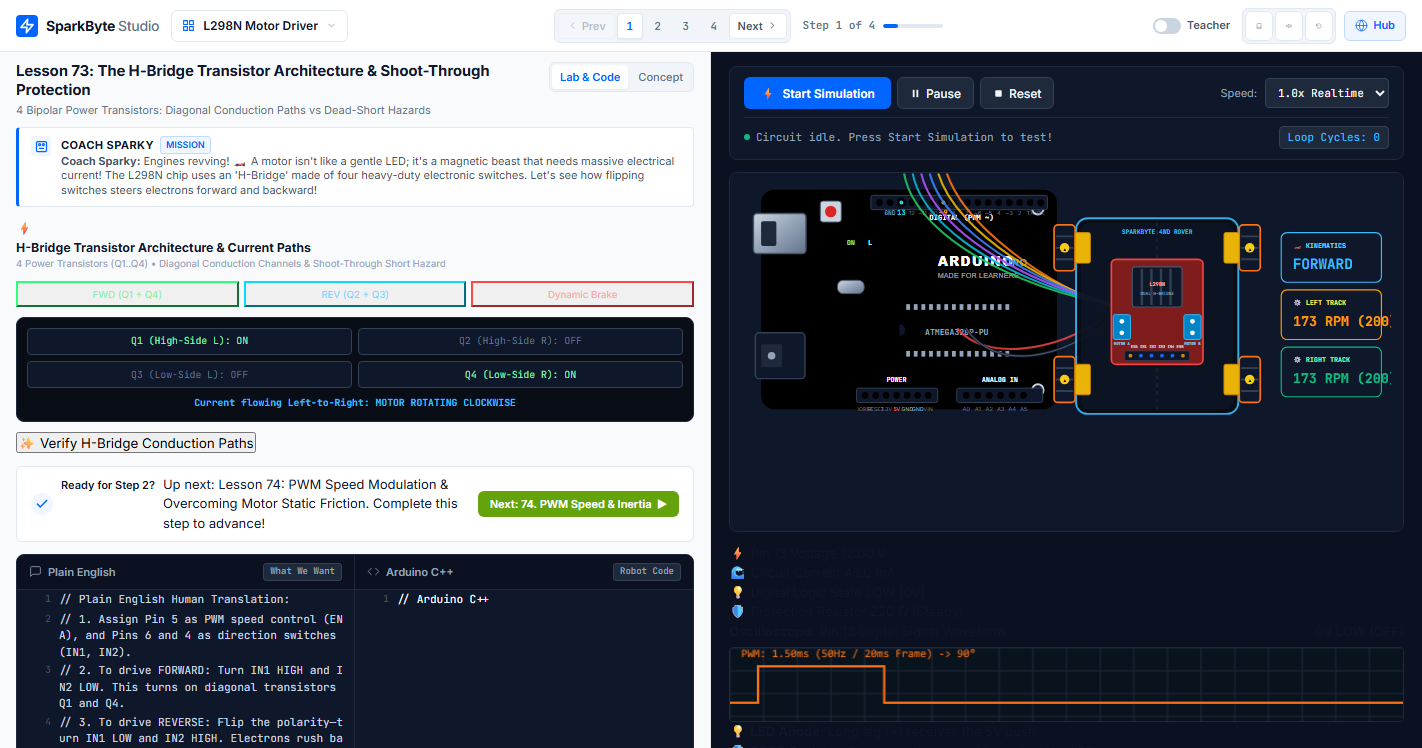 SparkByte Studio
L298N Motor Driver
Prev 1 2 3 4 Next
Step 1 of 4
Teacher
Hub
Lesson 73: The H-Bridge Transistor Architecture & Shoot-Through
Protection
Lab & Code Concept
4 Bipolar Power Transistors: Diagonal Conduction Paths vs Dead-Short Hazards
COACH SPARKY MISSION
Coach Sparky: Engines revving! 🏎️ A motor isn't like a gentle LED; it's a magnetic beast that needs massive electrical
current! The L298N chip uses an 'H-Bridge' made of four heavy-duty electronic switches. Let's see how flipping
switches steers electrons forward and backward!
H-Bridge Transistor Architecture & Current Paths
4 Power Transistors (Q1..Q4) • Diagonal Conduction Channels & Shoot-Through Short Hazard
FWD (Q1 + Q4) REV (Q2 + Q3) Dynamic Brake
Q1 (High-Side L): ON Q2 (High-Side R): OFF
Q3 (Low-Side L): OFF Q4 (Low-Side R): ON
Current flowing Left-to-Right: MOTOR ROTATING CLOCKWISE
✨ Verify H-Bridge Conduction Paths
Ready for Step 2? Up next: Lesson 74: PWM Speed Modulation &
Overcoming Motor Static Friction. Complete this
step to advance!
Next: 74. PWM Speed & Inertia ▶
Plain English What We Want
1 // Plain English Human Translation:
2 // 1. Assign Pin 5 as PWM speed control (EN
A), and Pins 6 and 4 as direction switches
(IN1, IN2).
3 // 2. To drive FORWARD: Turn IN1 HIGH and I
N2 LOW. This turns on diagonal transistors
Q1 and Q4.
4 // 3. To drive REVERSE: Flip the polarity—t
urn IN1 LOW and IN2 HIGH. Electrons rush ba
Arduino C++ Robot Code
1 // Arduino C++
Start Simulation Pause Reset
Speed: 1.0x Realtime
Circuit idle. Press Start Simulation to test!
Loop Cycles: 0
GND 13
DIGITAL (PWM ~)
ON L
ARDUINO
MADE FOR LEARNERS
ATMEGA328P-PU
POWER
ANALOG IN
A0 A1 A2 A3 A4 A5
SPARKBYTE 4WD ROVER
L298N
DUAL H-BRIDGE
MOTOR A
KINEMATICS
FORWARD
LEFT TRACK
173 RPM (200
RIGHT TRACK
173 RPM (200
PWM: 1.50ms (50Hz / 20ms Frame) -> 90°